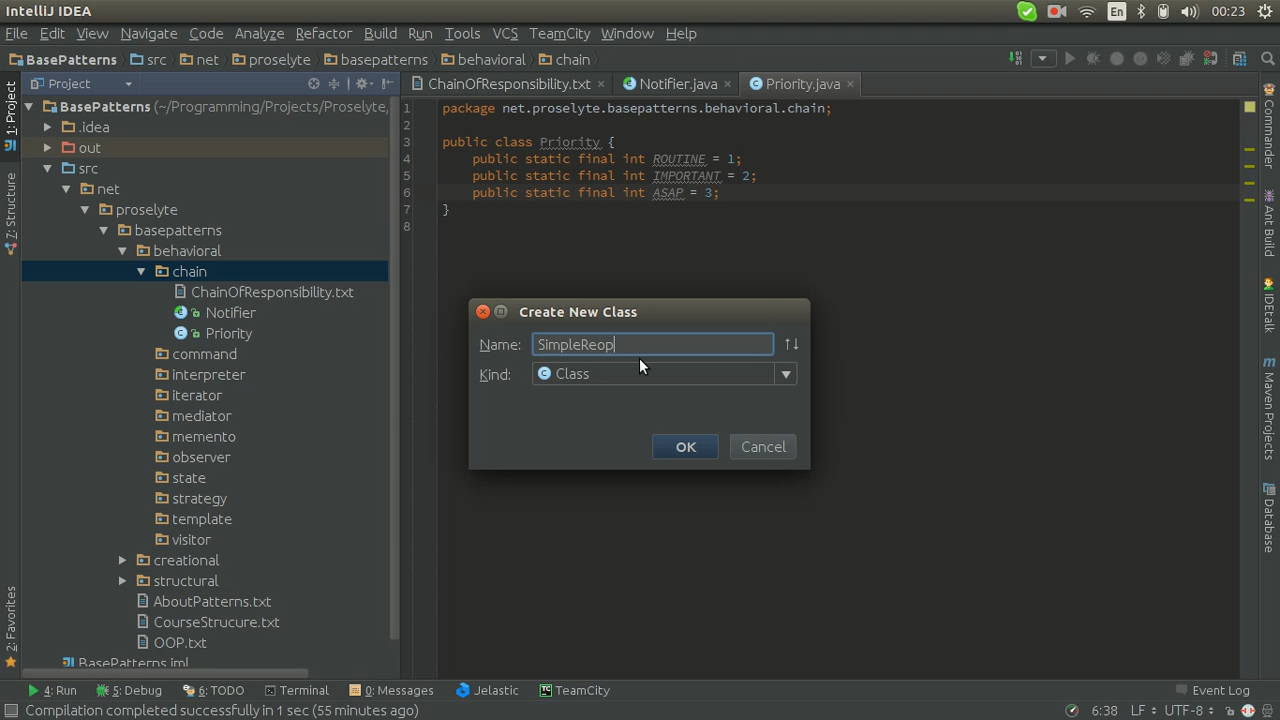 IntelliJ IDEA
En
00:23
File Edit View Navigate Code Analyze Refactor Build Run Tools VCS TeamCity Window Help
BasePatterns src net proselyte basepatterns behavioral chain
Project
ChainOfResponsibility.txt Notifier.java Priority.java
1: Project
7: Structure
2: Favorites
BasePatterns (~/Programming/Projects/Proselyte,
.idea
out
src
net
proselyte
basepatterns
behavioral
chain
ChainOfResponsibility.txt
Notifier
Priority
command
interpreter
iterator
mediator
memento
observer
state
strategy
template
visitor
creational
structural
AboutPatterns.txt
CourseStrucure.txt
OOP.txt
BasePatterns.iml
1 package net.proselyte.basepatterns.behavioral.chain;
2
3 public class Priority {
4 public static final int ROUTINE = 1;
5 public static final int IMPORTANT = 2;
6 public static final int ASAP = 3;
7 }
8
Create New Class
Name: SimpleReop
Kind: Class
OK Cancel
Commander
Ant Build
IDEtalk
Maven Projects
Database
4: Run 5: Debug 6: TODO Terminal 0: Messages Jelastic TeamCity Event Log
Compilation completed successfully in 1 sec (55 minutes ago) 6:38 LF UTF-8